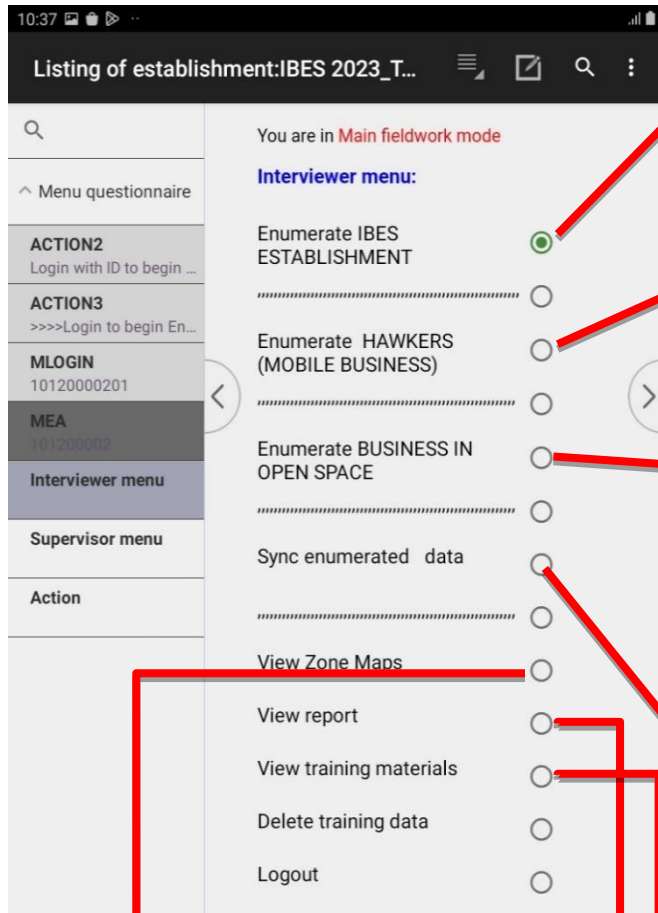 10:37
Listing of establishment:IBES 2023_T...
You are in Main fieldwork mode
Menu questionnaire
Interviewer menu:
ACTION2
Login with ID to begin ...
ACTION3
>>>>Login to begin En...
MLOGIN
10120000201
MEA
101200002
Interviewer menu
Supervisor menu
Action
Enumerate IBES
ESTABLISHMENT
Enumerate HAWKERS
(MOBILE BUSINESS)
Enumerate BUSINESS IN
OPEN SPACE
Sync enumerated data
View Zone Maps
View report
View training materials
Delete training data
Logout